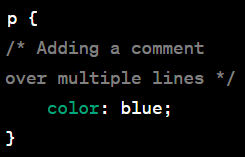 p {
/* Adding a comment
over multiple lines */
    color: blue;
}